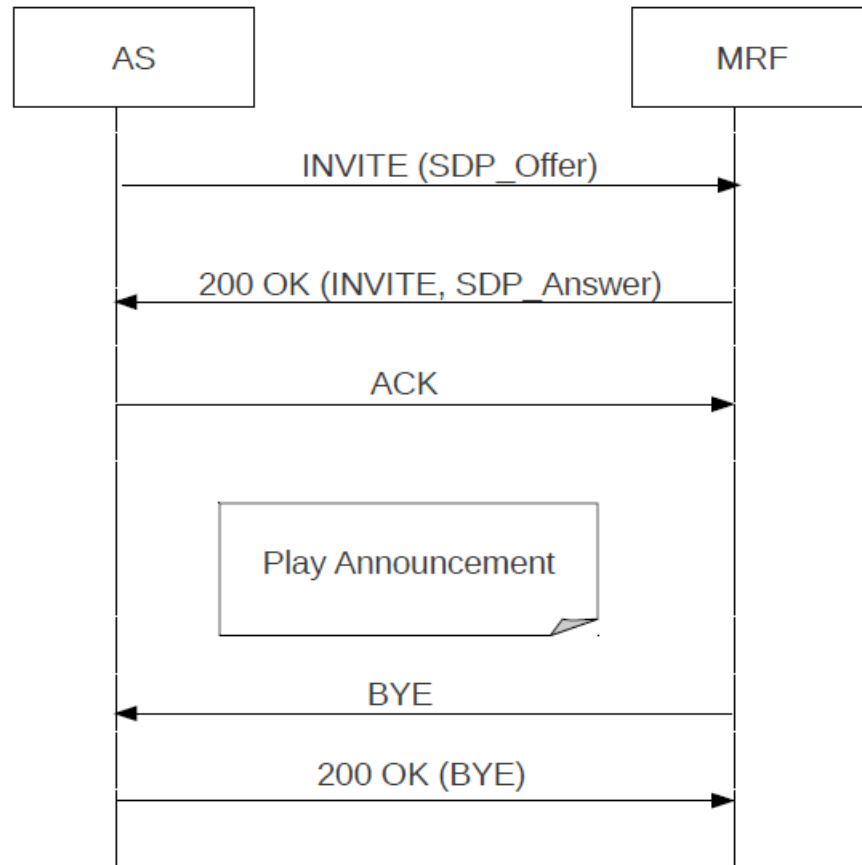 AS
MRF
INVITE (SDP_Offer)
200 OK (INVITE, SDP_Answer)
ACK
Play Announcement
BYE
200 OK (BYE)